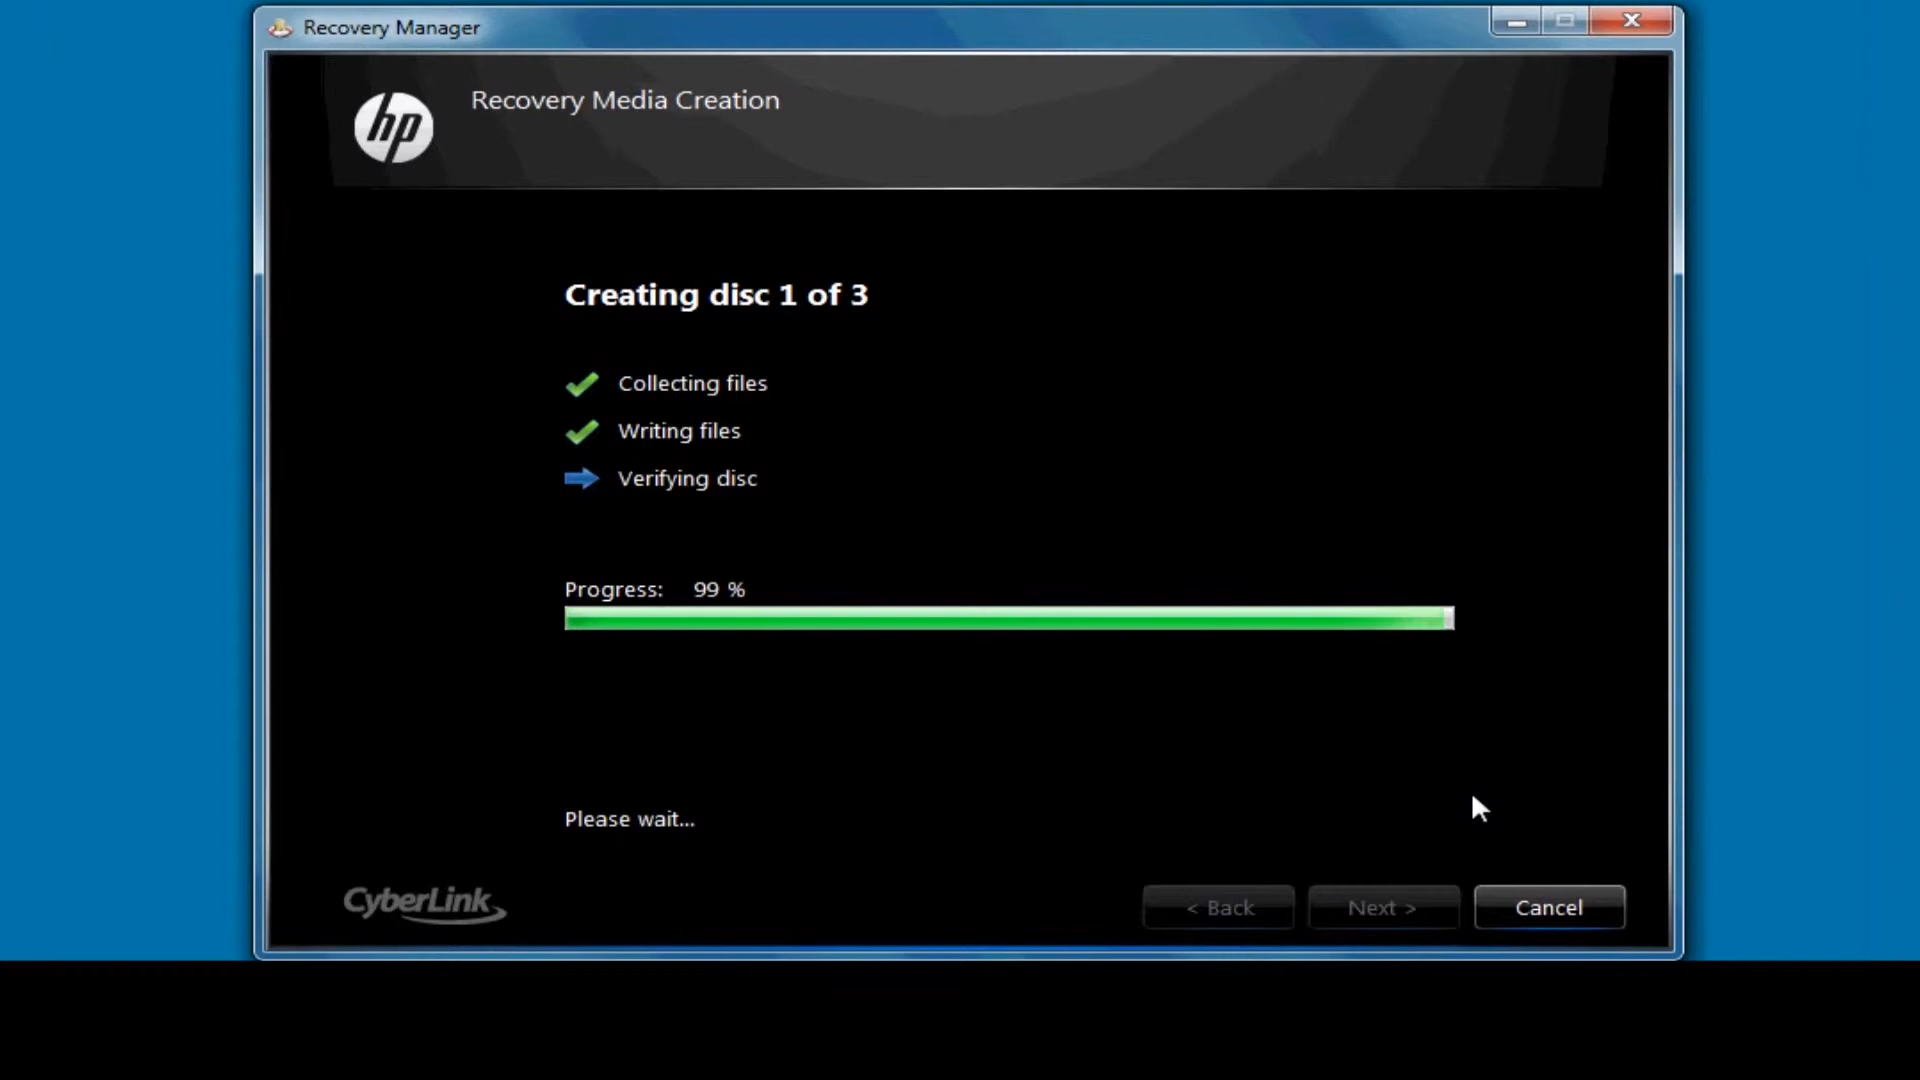 Recovery Manager
hp
Recovery Media Creation
Creating disc 1 of 3
Collecting files
Writing files
Verifying disc
Progress: 99 %
Please wait...
CyberLink
< Back Next > Cancel